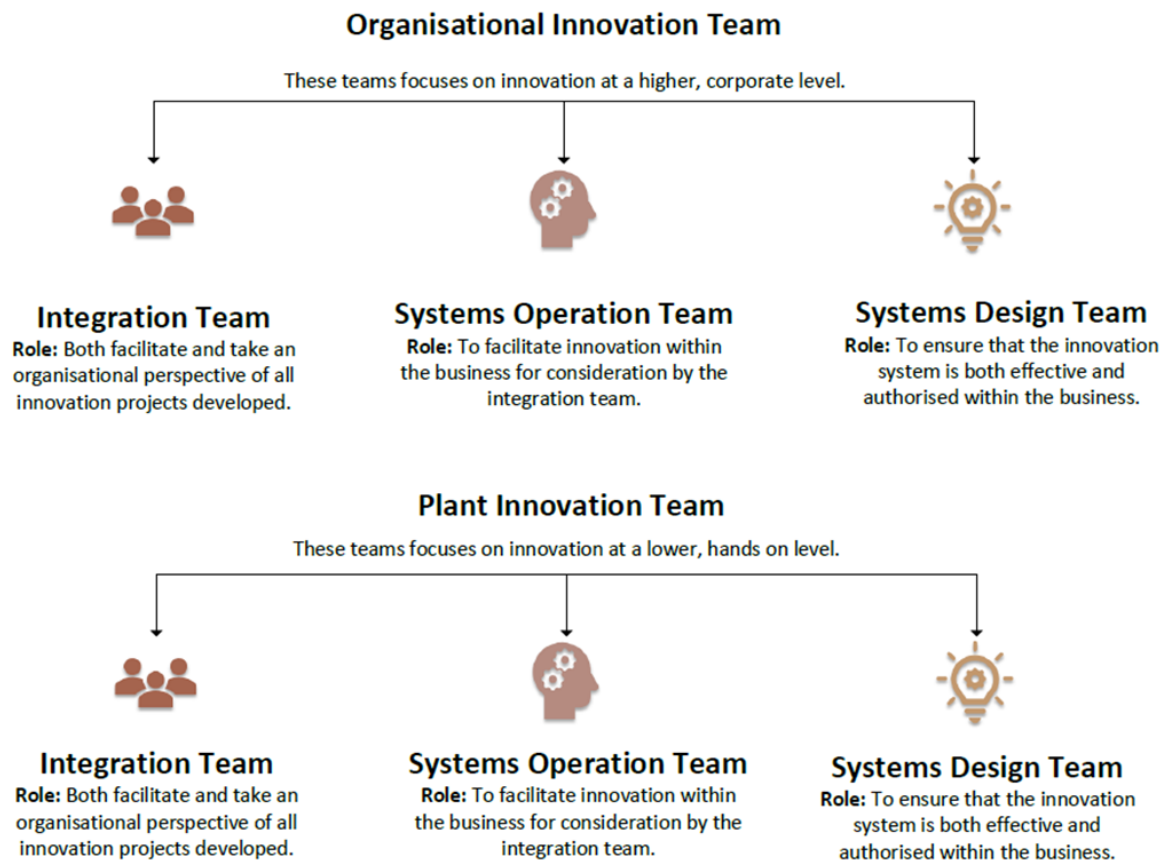 Organisational Innovation Team
These teams focuses on innovation at a higher, corporate level.
Integration Team
Role: Both facilitate and take an
organisational perspective of all
innovation projects developed.
Systems Operation Team
Role: To facilitate innovation within
the business for consideration by the
integration team.
Systems Design Team
Role: To ensure that the innovation
system is both effective and
authorised within the business.
Plant Innovation Team
These teams focuses on innovation at a lower, hands on level.
Integration Team
Role: Both facilitate and take an
organisational perspective of all
innovation projects developed.
Systems Operation Team
Role: To facilitate innovation within
the business for consideration by the
integration team.
Systems Design Team
Role: To ensure that the innovation
system is both effective and
authorised within the business.